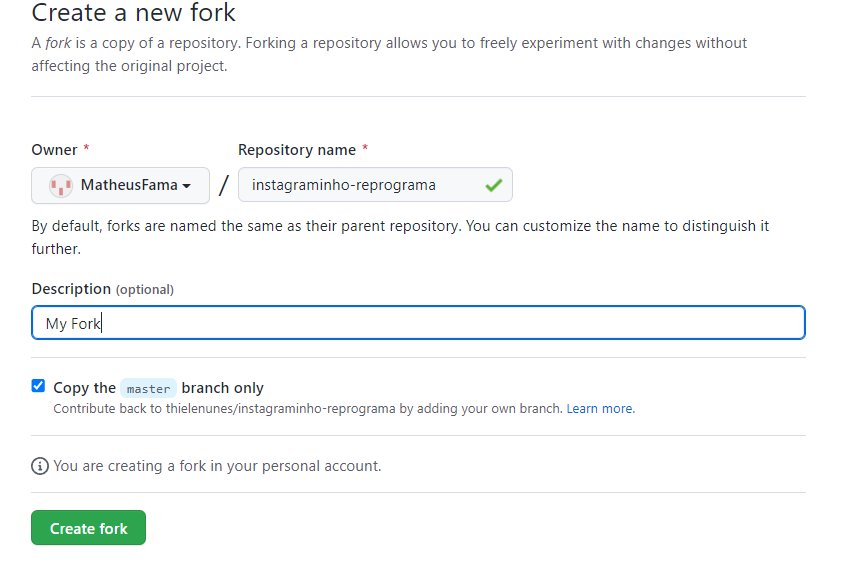 Create a new fork
A fork is a copy of a repository. Forking a repository allows you to freely experiment with changes without
affecting the original project.
Owner * Repository name *
MatheusFama / instagraminho-reprograma
By default, forks are named the same as their parent repository. You can customize the name to distinguish it
further.
Description (optional)
My Fork
Copy the master branch only
Contribute back to thielenunes/instagraminho-reprograma by adding your own branch. Learn more.
You are creating a fork in your personal account.
Create fork